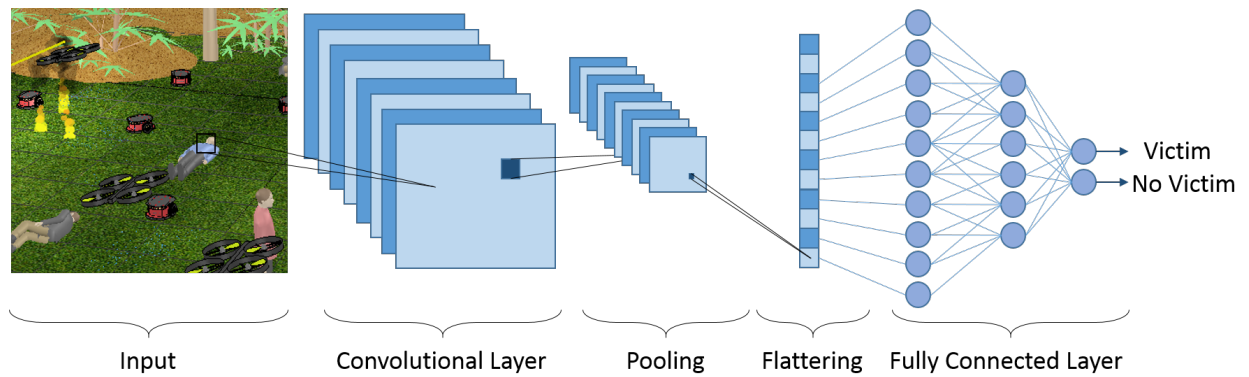 Victim
No Victim
Input
Convolutional Layer
Pooling
Flattering
Fully Connected Layer